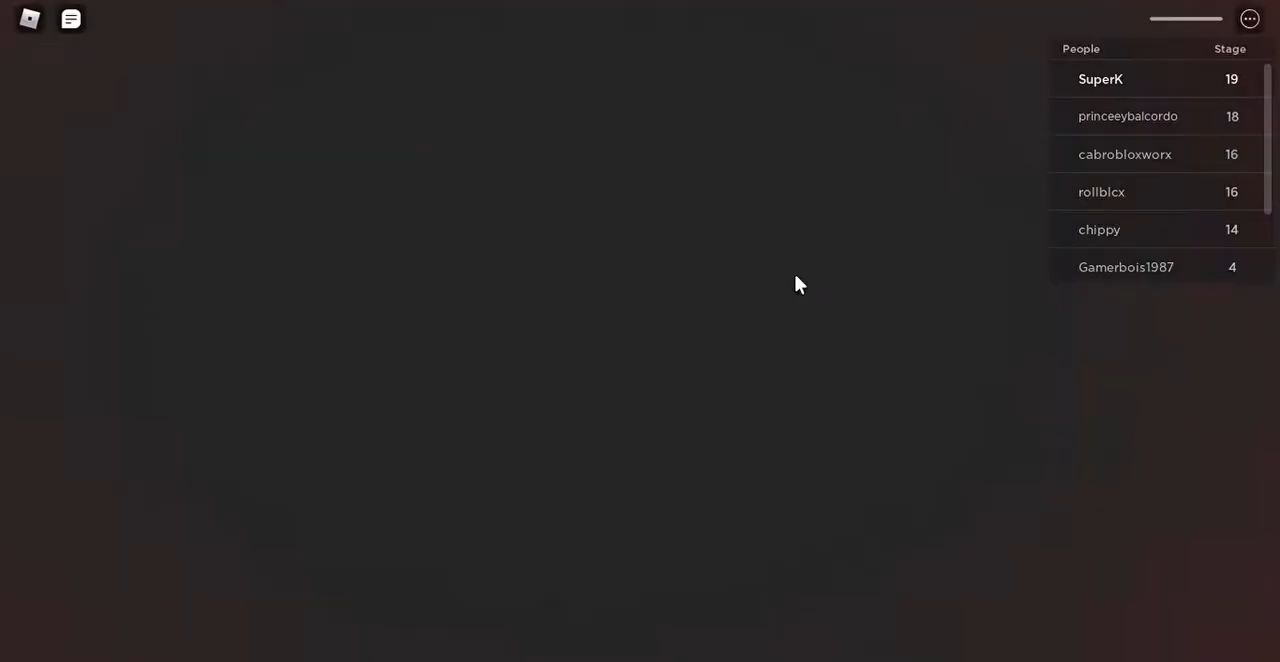 People Stage
SuperK 19
princeeybalcordo 18
cabrobloxworx 16
rollblcx 16
chippy 14
Gamerbois1987 4